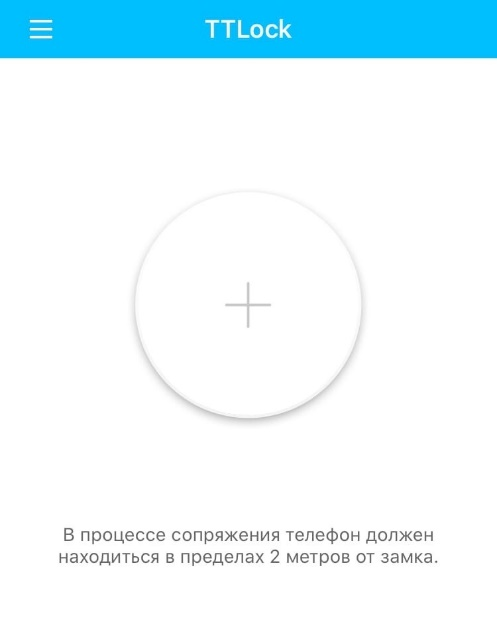 TTLock
В процессе сопряжения телефон должен
находиться в пределах 2 метров от замка.